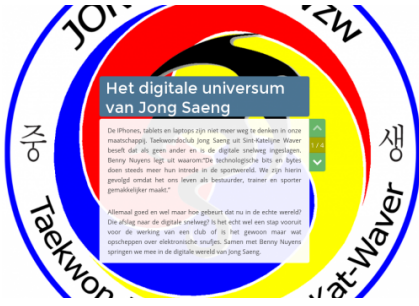 JON
VZW
Het digitale universum
van Jong Saeng
De IPhones, tablets en laptops zijn niet meer weg te denken in onze
maatschappij. Taekwondoclub Jong Saeng uit Sint-Katelijne Waver
beseft dat als geen ander en is de digitale snelweg ingeslagen.
Benny Nuyens legt uit waarom:"De technologische bits en bytes
doen steeds meer hun intrede in de sportwereld. We zijn hierin
gevolgd omdat het ons leven als bestuurder, trainer en sporter
gemakkelijker maakt."
1 / 4
중
생
Allemaal goed en wel maar hoe gebeurt dat nu in de echte wereld?
Die afslag naar de digitale snelweg? Is het echt wel een stap vooruit
voor de werking van een club of is het gewoon maar wat
opscheppen over elektronische snufjes. Samen met Benny Nuyens
springen we mee in de digitale wereld van Jong Saeng.
Taekwon
Kat-Waver